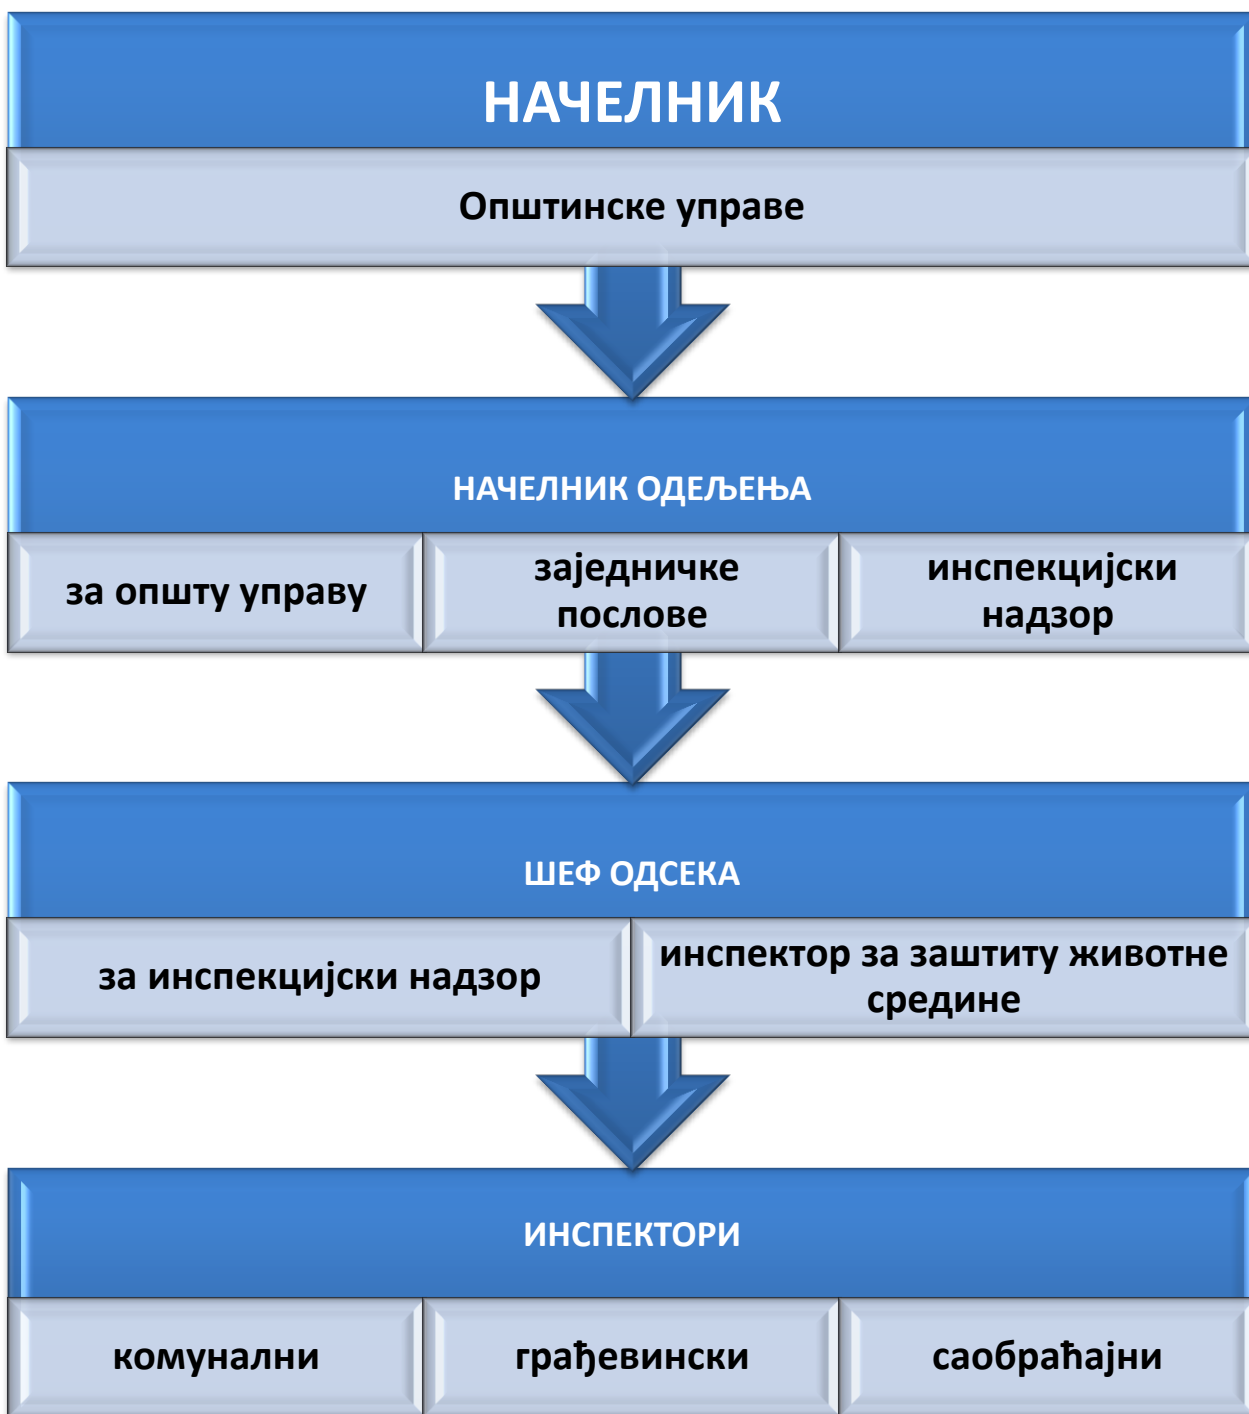 НАЧЕЛНИК
Општинске управе
НАЧЕЛНИК ОДЕЉЕЊА
за општу управу
заједничке
послове
инспекцијски
надзор
ШЕФ ОДСЕКА
за инспекцијски надзор
инспектор за заштиту животне
средине
ИНСПЕКТОРИ
комунални
грађевински
саобраћајни